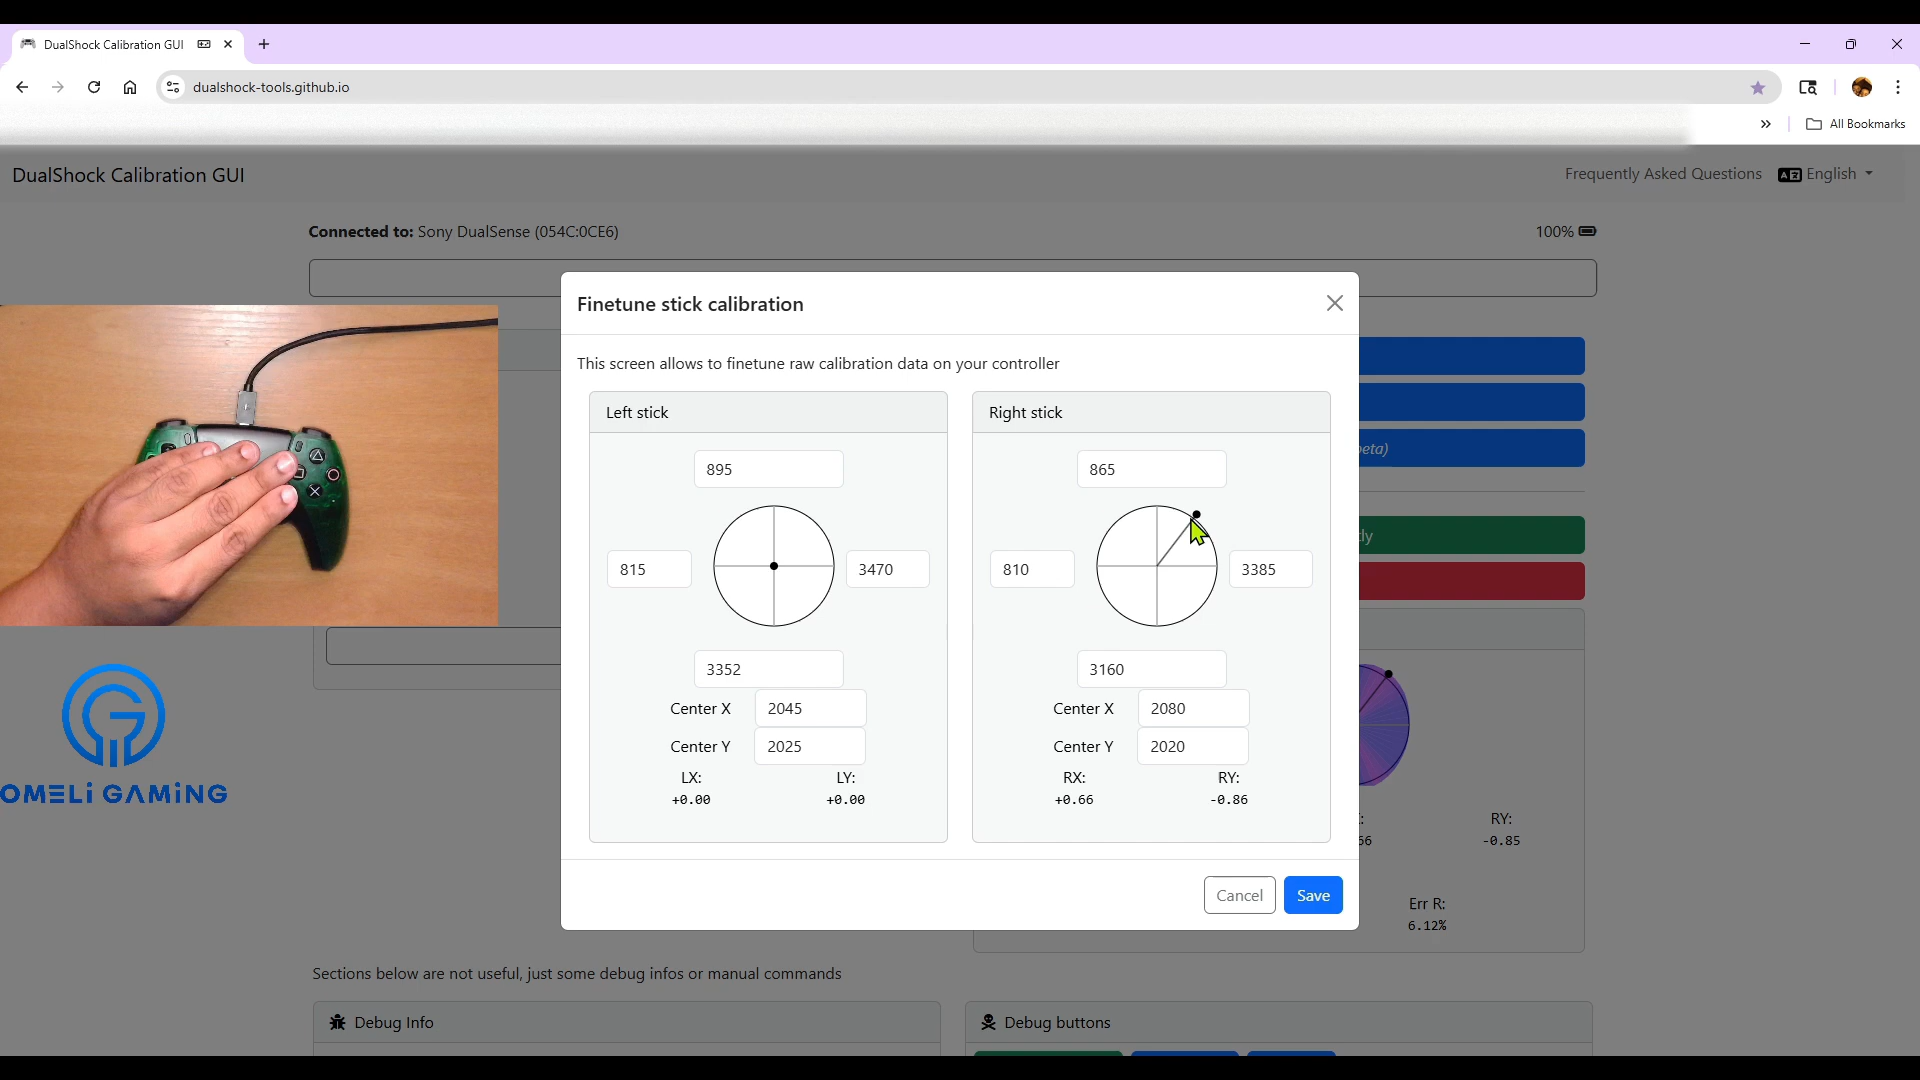 DualShock Calibration GUI
dualshock-tools.github.io
All Bookmarks
DualShock Calibration GUI
Frequently Asked Questions
English
Connected to: Sony DualSense (054C:0CE6)
100%
Finetune stick calibration
This screen allows to finetune raw calibration data on your controller
Left stick
895
815
3470
3352
Center X 2045
Center Y 2025
LX: LY:
+0.00 +0.00
Right stick
865
810
3385
3160
Center X 2080
Center Y 2020
RX: RY:
+0.66 -0.86
Cancel
Save
RY:
-0.85
Err R:
6.12%
OMELi GAMiNG
Sections below are not useful, just some debug infos or manual commands
Debug Info
Debug buttons